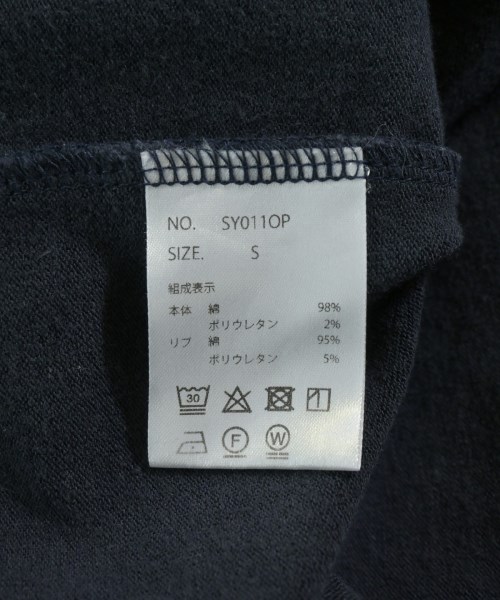 NO. SY011OP
SIZE. S
組成表示
本体 綿 98%
ポリウレタン 2%
リブ 綿 95%
ポリウレタン 5%
30
F W